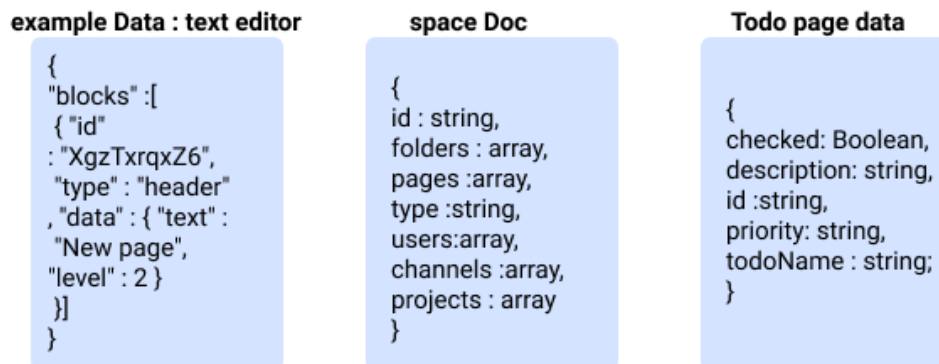 example Data : text editor
{
"blocks" :[
{ "id"
: "XgzTxrqxZ6",
"type" : "header"
, "data" : { "text" :
"New page",
"level" : 2 }
}]
}
space Doc
{
id : string,
folders : array,
pages :array,
type :string,
users:array,
channels :array,
projects : array
}
Todo page data
{
checked: Boolean,
description: string,
id :string,
priority: string,
todoName : string;
}